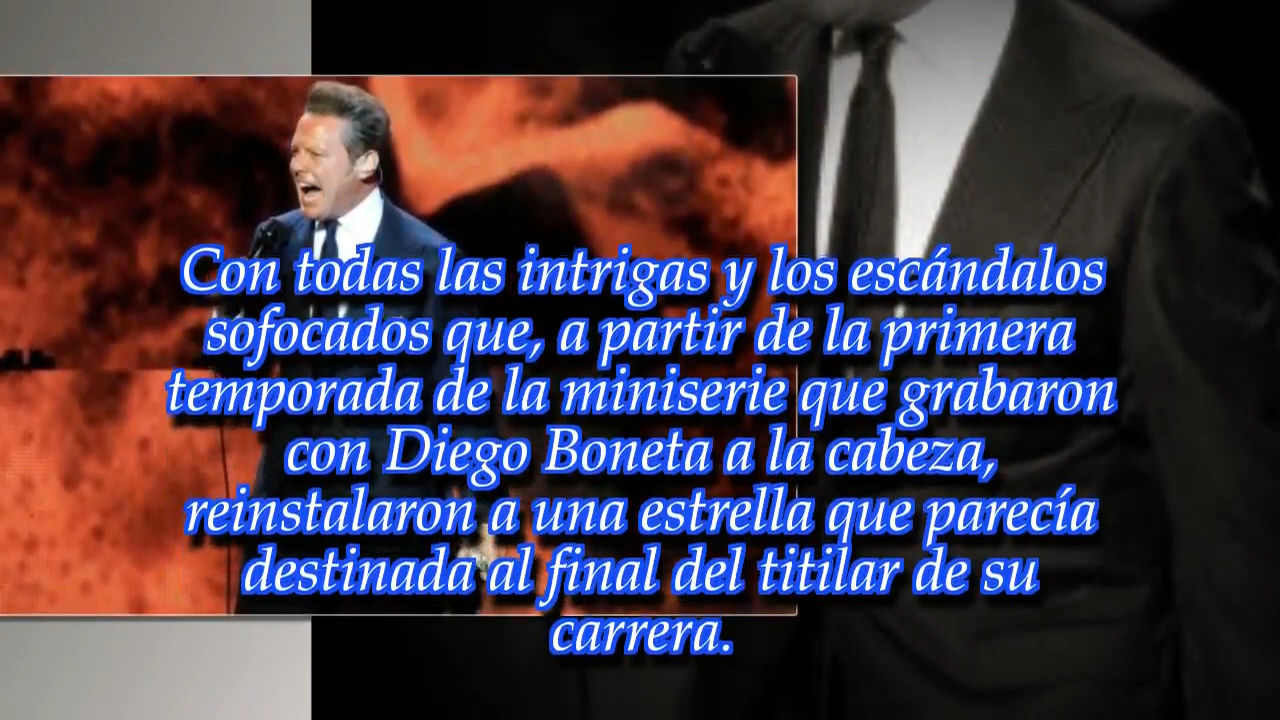 Con todas las intrigas y los escándalos
sofocados que, a partir de la primera
temporada de la miniserie que grabaron
con Diego Boneta a la cabeza,
reinstalaron a una estrella que parecía
destinada al final del titilar de su
carrera.